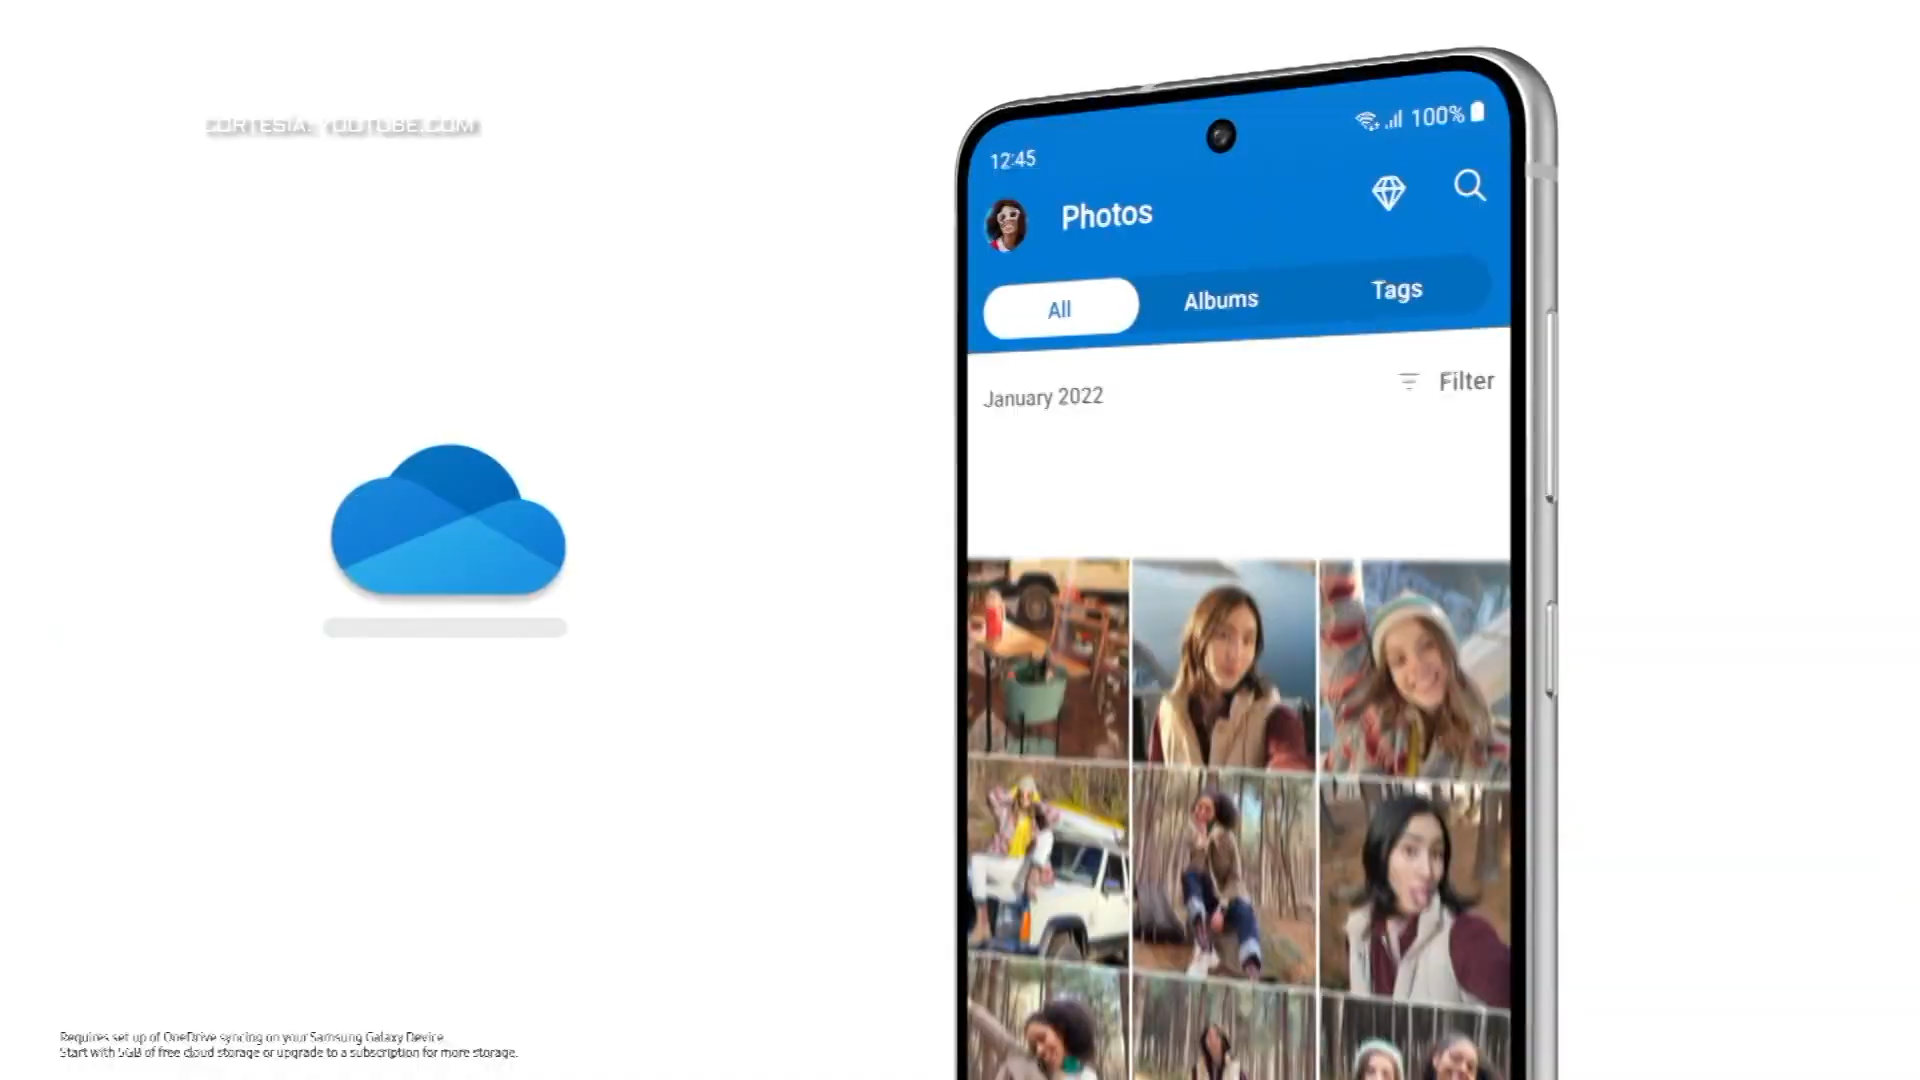 CORTESÍA: YOUTUBE.COM
12:45
100%
Photos
All
Albums
Tags
January 2022
Filter
Requires set up of OneDrive syncing on your Samsung Galaxy Device.
Start with 5GB of free cloud storage or upgrade to a subscription for more storage.